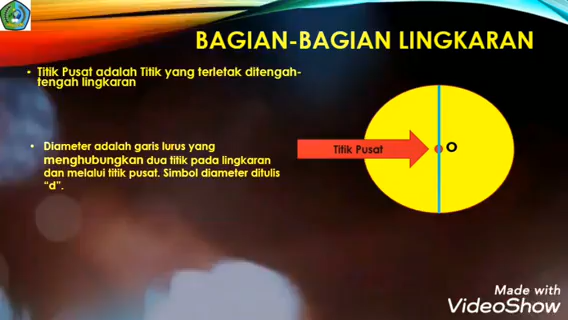 BAGIAN-BAGIAN LINGKARAN
• Titik Pusat adalah Titik yang terletak ditengah-
tengah lingkaran
• Diameter adalah garis lurus yang
menghubungkan dua titik pada lingkaran
dan melalui titik pusat. Simbol diameter ditulis
"d".
Titik Pusat
O
Made with
VideoShow